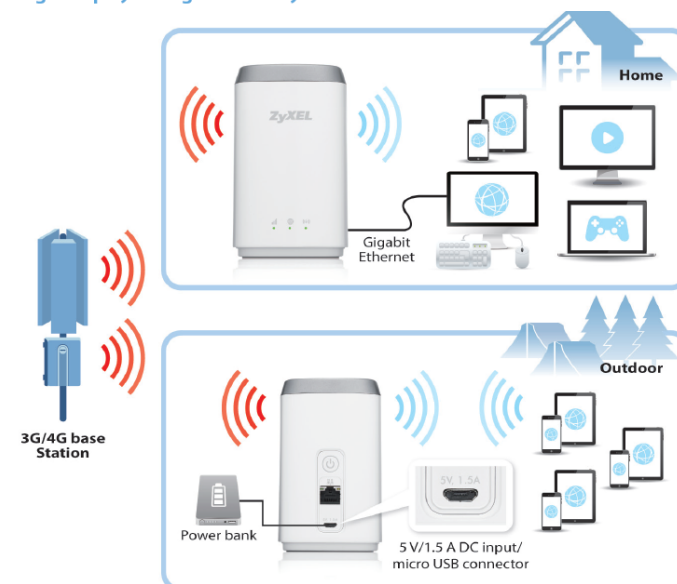 Home
ZyXEL
Gigabit
Ethernet
Outdoor
3G/4G base
Station
5V, 1.5A
Power bank
5 V/1.5 A DC input/
micro USB connector